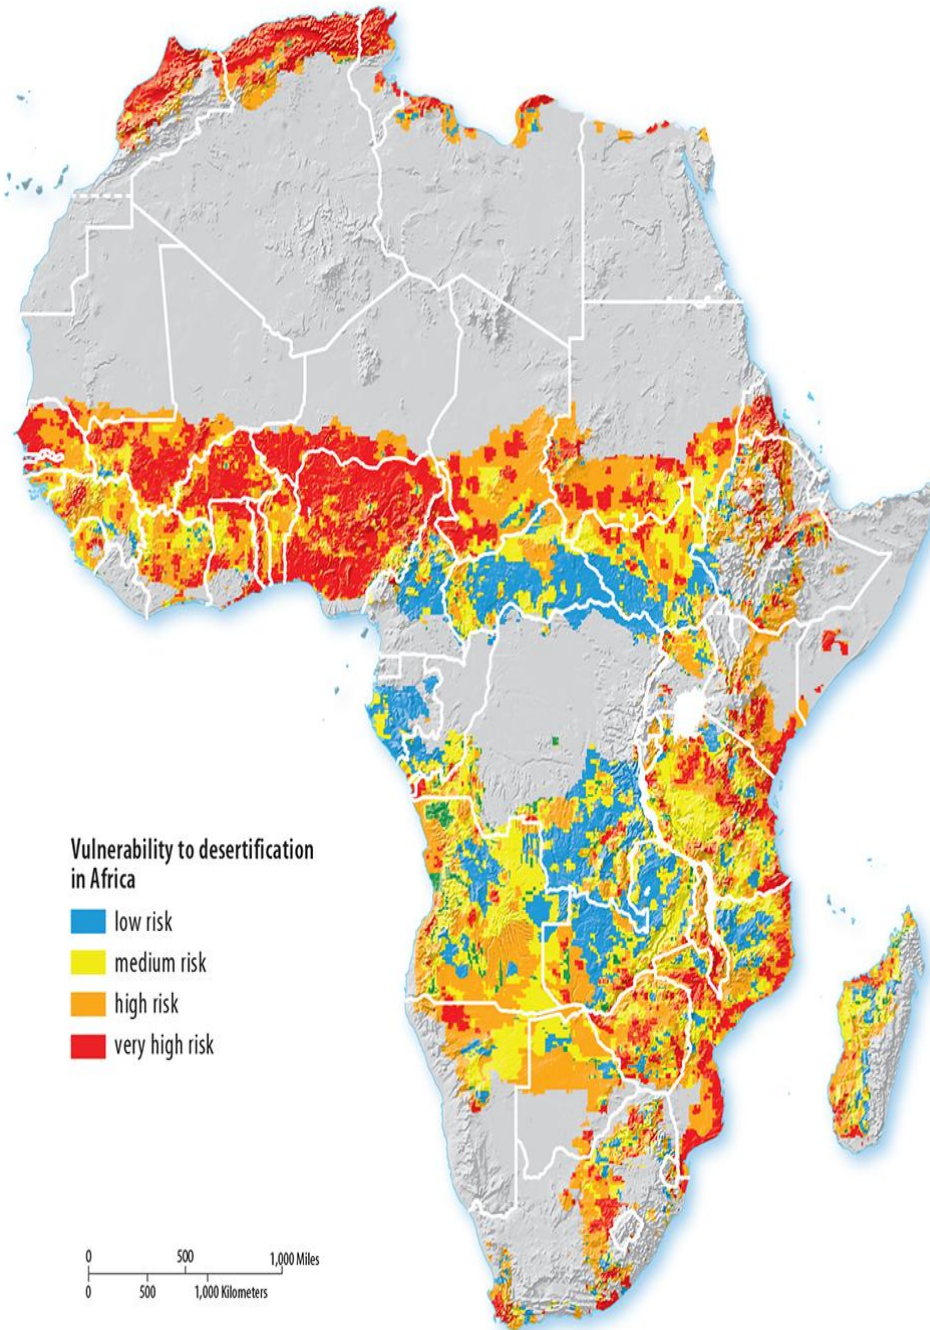 Vulnerability to desertification
in Africa
low risk
medium risk
high risk
very high risk
0 500 1,000 Miles
0 500 1,000 Kilometers